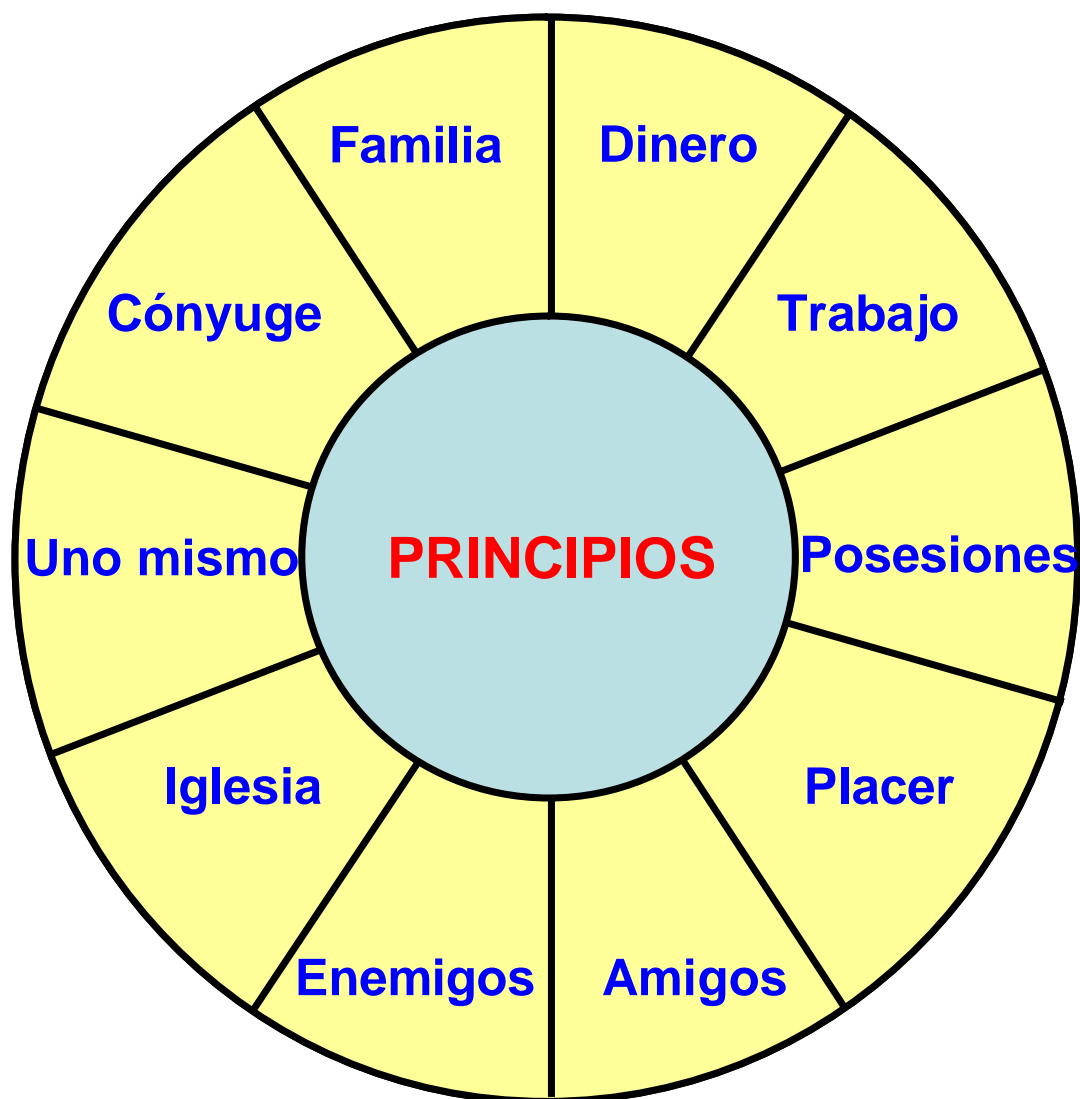 Familia
Dinero
Cónyuge
Trabajo
Uno mismo
PRINCIPIOS
Posesiones
Iglesia
Placer
Enemigos
Amigos